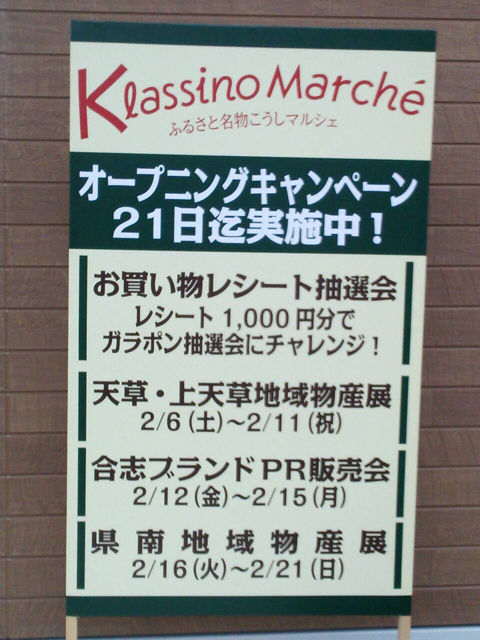 Klassino Marché
ふるさと名物こうしマルシェ
オープニングキャンペーン
21日迄実施中!
お買い物レシート抽選会
レシート1,000円分で
ガラポン抽選会にチャレンジ!
天草・上天草地域物産展
2/6(土)～2/11(祝)
合志ブランドPR販売会
2/12(金)～2/15(月)
県南地域物産展
2/16(火)～2/21(日)